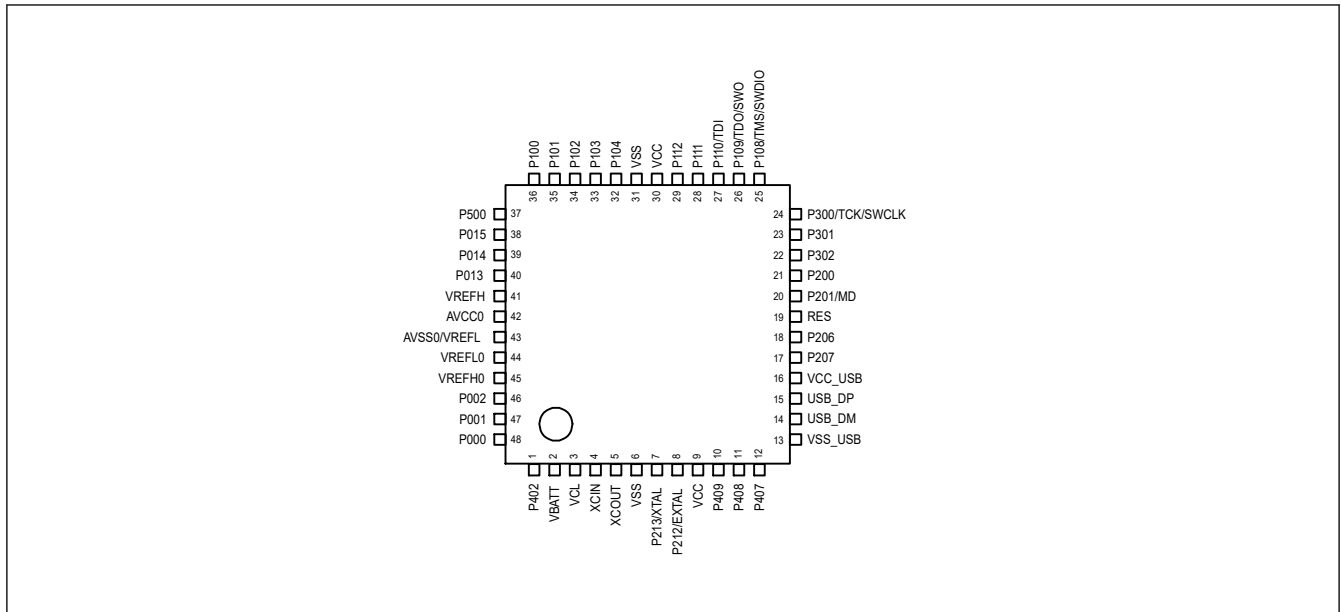 P100
P101
P102
P103
P104
VSS
VCC
P112
P111
P110/TDI
P109/TDO/SWO
P108/TMS/SWDIO
36
35
34
33
32
31
30
29
28
27
26
25
P500 37
P015 38
P014 39
P013 40
VREFH 41
AVCC0 42
AVSS0/VREFL 43
VREFL0 44
VREFH0 45
P002 46
P001 47
P000 48
24 P300/TCK/SWCLK
23 P301
22 P302
21 P200
20 P201/MD
19 RES
18 P206
17 P207
16 VCC_USB
15 USB_DP
14 USB_DM
13 VSS_USB
1
2
3
4
5
6
7
8
9
10
11
12
P402
VBATT
VCL
XCIN
XCOUT
VSS
P213/XTAL
P212/EXTAL
VCC
P409
P408
P407